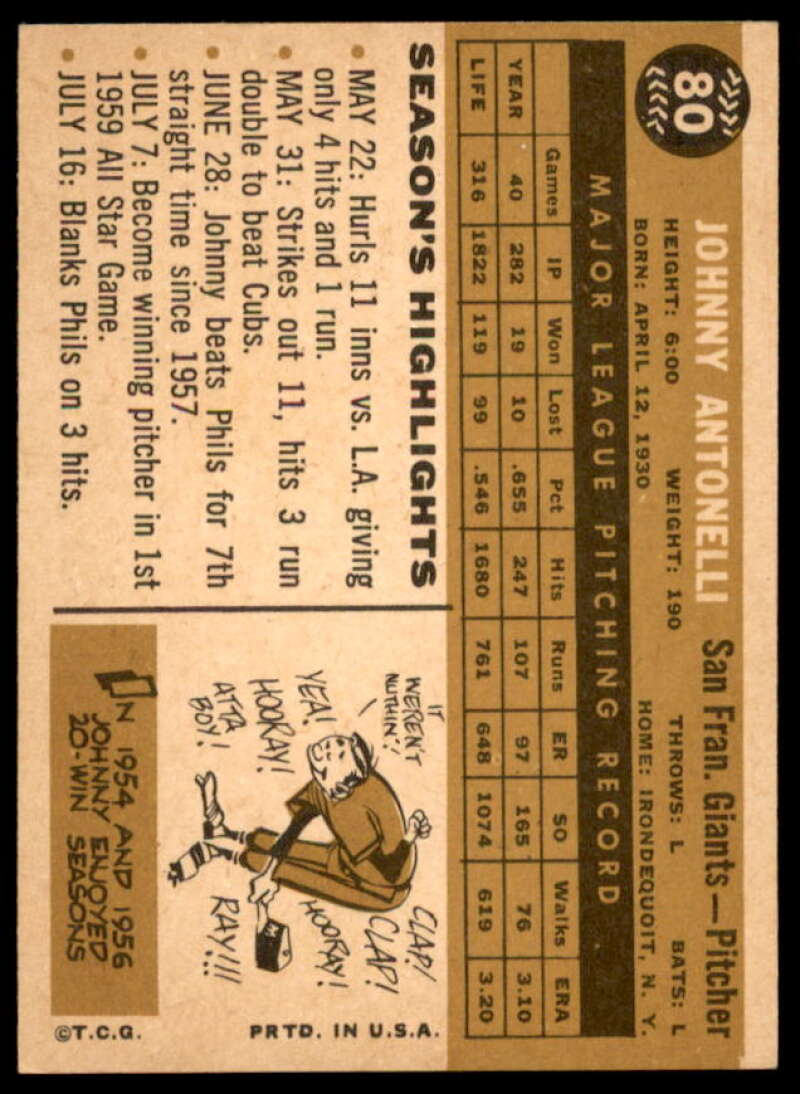 80
JOHNNY ANTONELLI San Fran. Giants—Pitcher
HEIGHT: 6:00 WEIGHT: 190 THROWS: L BATS: L
BORN: APRIL 12, 1930 HOME: IRONDEQUOIT, N. Y.
MAJOR LEAGUE PITCHING RECORD
Games IP Won Lost Pct Hits Runs ER SO Walks ERA
YEAR 40 282 19 10 .655 247 107 97 165 76 3.10
LIFE 316 1822 119 99 .546 1680 761 648 1074 619 3.20
SEASON'S HIGHLIGHTS
• MAY 22: Hurls 11 inns vs. L.A. giving
only 4 hits and 1 run.
• MAY 31: Strikes out 11, hits 3 run
double to beat Cubs.
• JUNE 28: Johnny beats Phils for 7th
straight time since 1957.
• JULY 7: Become winning pitcher in 1st
1959 All Star Game.
• JULY 16: Blanks Phils on 3 hits.
IT
WEREN'T
NUTHIN'!
YEA!
HOORAY!
ATTA
BOY!
CLAP!
CLAP!
HOORAY!
RAY!!!
IN 1954 AND 1956
JOHNNY ENJOYED
20-WIN SEASONS
©T.C.G. PRTD. IN U.S.A.